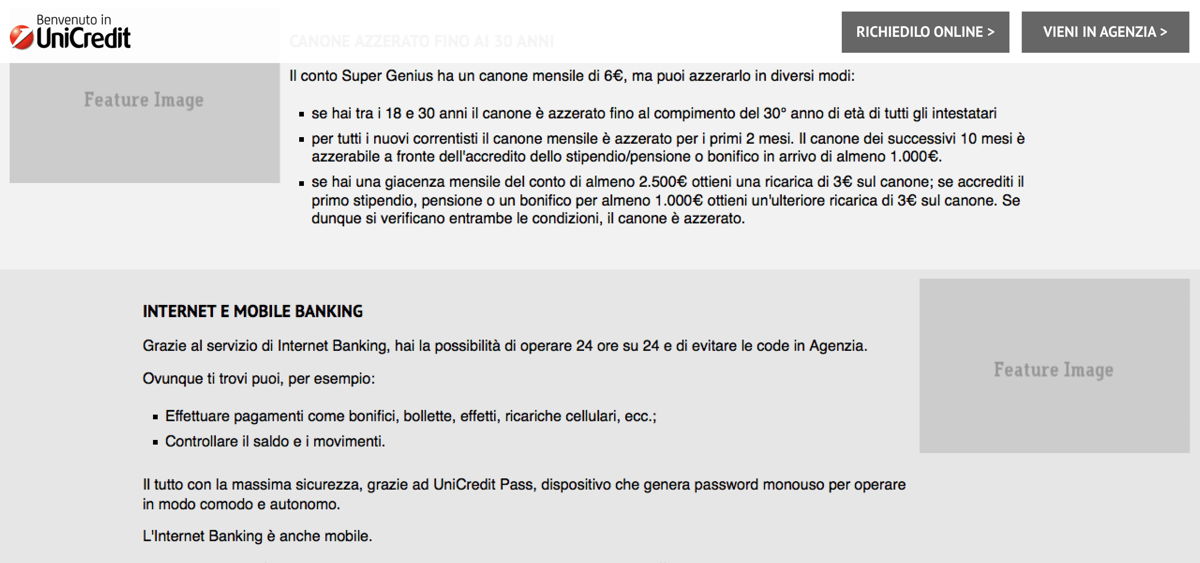 Benvenuto in
UniCredit
RICHIEDILO ONLINE >
VIENI IN AGENZIA >
CANONE AZZERATO FINO AI 30 ANNI
Feature Image
Il conto Super Genius ha un canone mensile di 6€, ma puoi azzerarlo in diversi modi:
▪ se hai tra i 18 e 30 anni il canone è azzerato fino al compimento del 30° anno di età di tutti gli intestatari
▪ per tutti i nuovi correntisti il canone mensile è azzerato per i primi 2 mesi. Il canone dei successivi 10 mesi è
azzerabile a fronte dell'accredito dello stipendio/pensione o bonifico in arrivo di almeno 1.000€.
▪ se hai una giacenza mensile del conto di almeno 2.500€ ottieni una ricarica di 3€ sul canone; se accrediti il
primo stipendio, pensione o un bonifico per almeno 1.000€ ottieni un'ulteriore ricarica di 3€ sul canone. Se
dunque si verificano entrambe le condizioni, il canone è azzerato.
INTERNET E MOBILE BANKING
Grazie al servizio di Internet Banking, hai la possibilità di operare 24 ore su 24 e di evitare le code in Agenzia.
Ovunque ti trovi puoi, per esempio:
▪ Effettuare pagamenti come bonifici, bollette, effetti, ricariche cellulari, ecc.;
▪ Controllare il saldo e i movimenti.
Il tutto con la massima sicurezza, grazie ad UniCredit Pass, dispositivo che genera password monouso per operare
in modo comodo e autonomo.
L'Internet Banking è anche mobile.
Feature Image